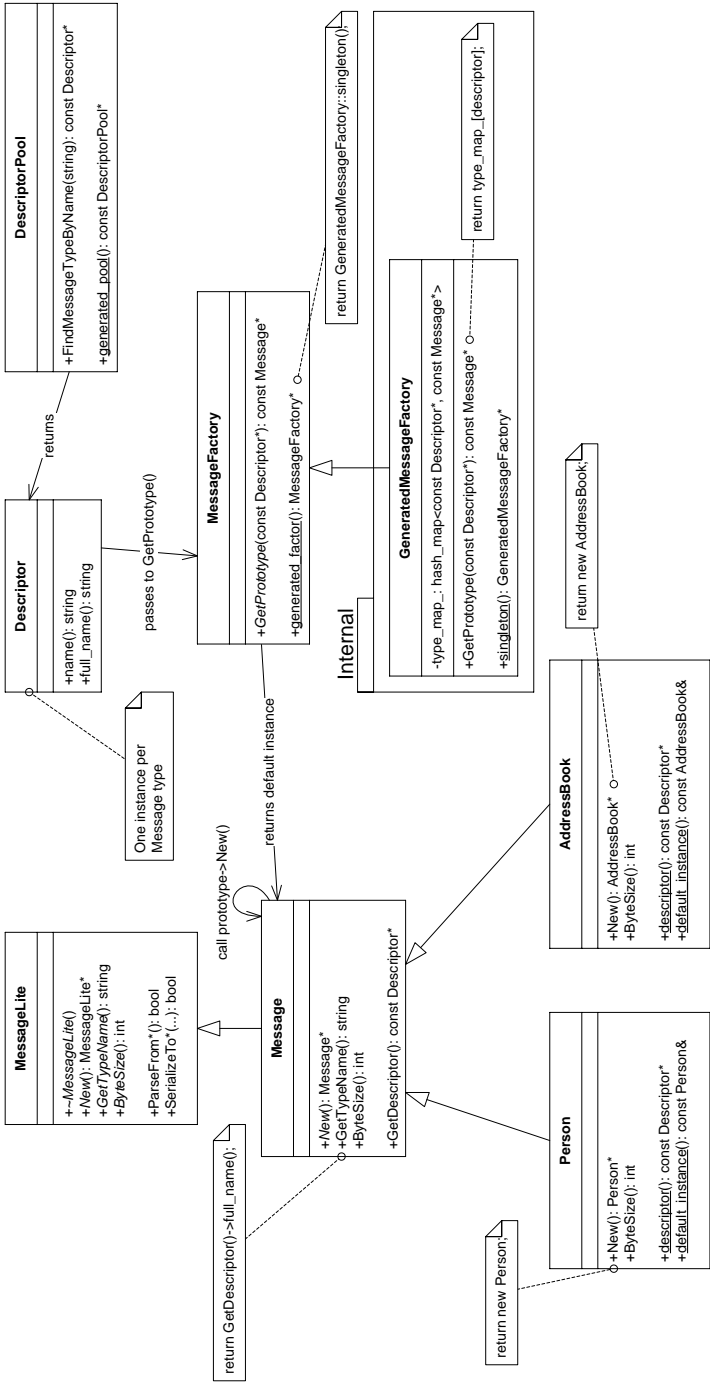 MessageLite
+~MessageLite()
+New(): MessageLite*
+GetTypeName(): string
+ByteSize(): int
+ParseFrom*(): bool
+SerializeTo*(...): bool
One instance per
Message type
Descriptor
+name(): string
+full_name(): string
returns
DescriptorPool
+FindMessageTypeByName(string): const Descriptor*
+generated_pool(): const DescriptorPool*
passes to GetPrototype()
return GetDescriptor()->full_name();
Message
+New(): Message*
+GetTypeName(): string
+ByteSize(): int
+GetDescriptor(): const Descriptor*
call prototype->New()
returns default instance
MessageFactory
+GetPrototype(const Descriptor*): const Message*
+generated_factor(): MessageFactory*
return GeneratedMessageFactory::singleton();
Internal
GeneratedMessageFactory
-type_map_: hash_map<const Descriptor*, const Message*>
+GetPrototype(const Descriptor*): const Message*
+singleton(): GeneratedMessageFactory*
return type_map_[descriptor];
return new Person;
Person
+New(): Person*
+ByteSize(): int
+descriptor(): const Descriptor*
+default_instance(): const Person&
AddressBook
+New(): AddressBook*
+ByteSize(): int
+descriptor(): const Descriptor*
+default_instance(): const AddressBook&
return new AddressBook;